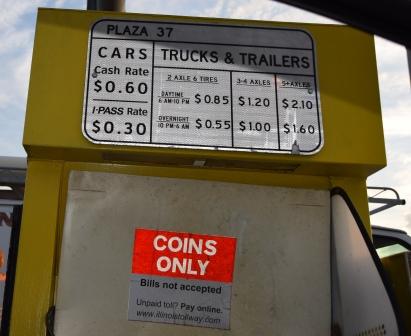 PLAZA 37
CARS
Cash Rate
$0.60
I-PASS Rate
$0.30
TRUCKS & TRAILERS
2 AXLE 6 TIRES 3-4 AXLES 5+AXLES
DAYTIME
6 AM-10 PM $0.85 $1.20 $2.10
OVERNIGHT
10 PM-6 AM $0.55 $1.00 $1.60
COINS
ONLY
Bills not accepted
Unpaid toll? Pay online.
www.illinoistollway.com